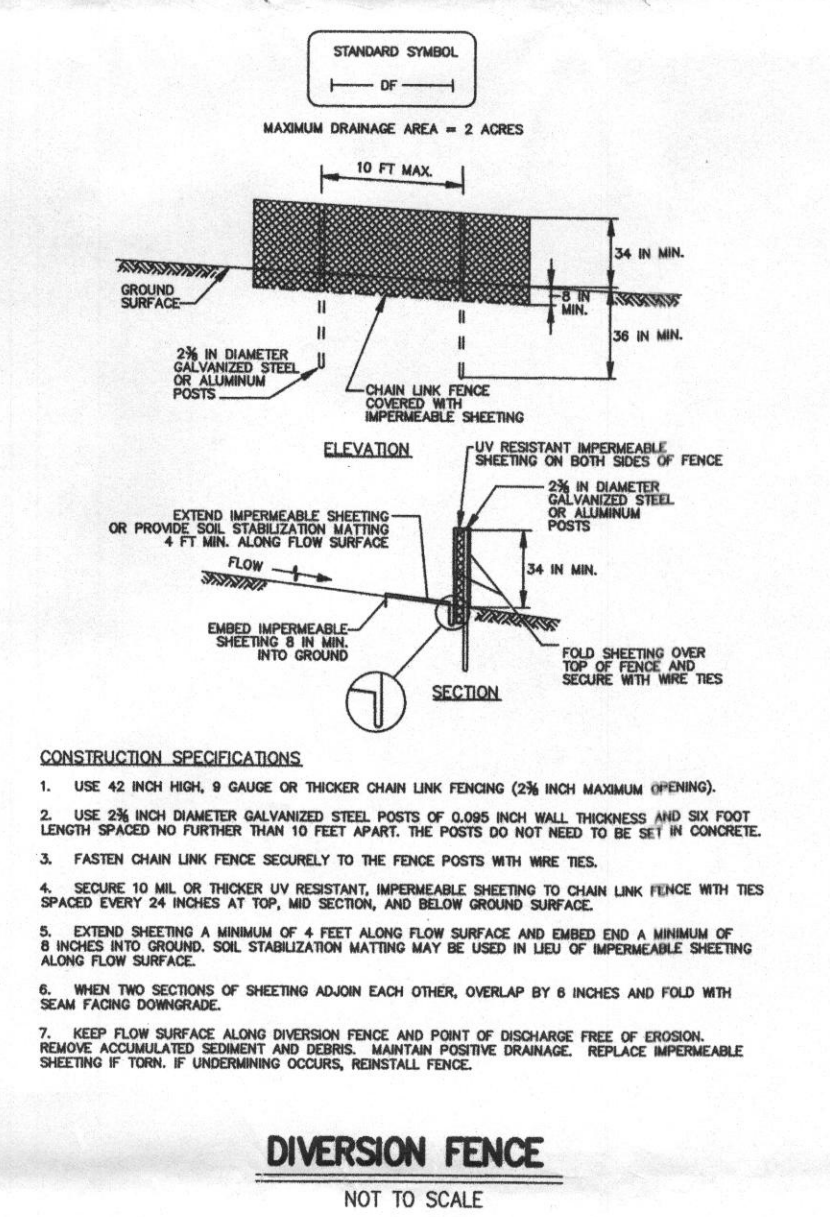 STANDARD SYMBOL
DF
MAXIMUM DRAINAGE AREA = 2 ACRES
10 FT MAX.
34 IN MIN.
GROUND
SURFACE
8 IN
MIN.
36 IN MIN.
2⅜ IN DIAMETER
GALVANIZED STEEL
OR ALUMINUM
POSTS
CHAIN LINK FENCE
COVERED WITH
IMPERMEABLE SHEETING
ELEVATION
UV RESISTANT IMPERMEABLE
SHEETING ON BOTH SIDES OF FENCE
2⅜ IN DIAMETER
GALVANIZED STEEL
OR ALUMINUM
POSTS
EXTEND IMPERMEABLE SHEETING
OR PROVIDE SOIL STABILIZATION MATTING
4 FT MIN. ALONG FLOW SURFACE
FLOW
34 IN MIN.
EMBED IMPERMEABLE
SHEETING 8 IN MIN.
INTO GROUND
FOLD SHEETING OVER
TOP OF FENCE AND
SECURE WITH WIRE TIES
SECTION
CONSTRUCTION SPECIFICATIONS
1. USE 42 INCH HIGH, 9 GAUGE OR THICKER CHAIN LINK FENCING (2⅜ INCH MAXIMUM OPENING).
2. USE 2⅜ INCH DIAMETER GALVANIZED STEEL POSTS OF 0.095 INCH WALL THICKNESS AND SIX FOOT
LENGTH SPACED NO FURTHER THAN 10 FEET APART. THE POSTS DO NOT NEED TO BE SET IN CONCRETE.
3. FASTEN CHAIN LINK FENCE SECURELY TO THE FENCE POSTS WITH WIRE TIES.
4. SECURE 10 MIL OR THICKER UV RESISTANT, IMPERMEABLE SHEETING TO CHAIN LINK FENCE WITH TIES
SPACED EVERY 24 INCHES AT TOP, MID SECTION, AND BELOW GROUND SURFACE.
5. EXTEND SHEETING A MINIMUM OF 4 FEET ALONG FLOW SURFACE AND EMBED END A MINIMUM OF
8 INCHES INTO GROUND. SOIL STABILIZATION MATTING MAY BE USED IN LIEU OF IMPERMEABLE SHEETING
ALONG FLOW SURFACE.
6. WHEN TWO SECTIONS OF SHEETING ADJOIN EACH OTHER, OVERLAP BY 6 INCHES AND FOLD WITH
SEAM FACING DOWNGRADE.
7. KEEP FLOW SURFACE ALONG DIVERSION FENCE AND POINT OF DISCHARGE FREE OF EROSION.
REMOVE ACCUMULATED SEDIMENT AND DEBRIS. MAINTAIN POSITIVE DRAINAGE. REPLACE IMPERMEABLE
SHEETING IF TORN. IF UNDERMINING OCCURS, REINSTALL FENCE.
DIVERSION FENCE
NOT TO SCALE